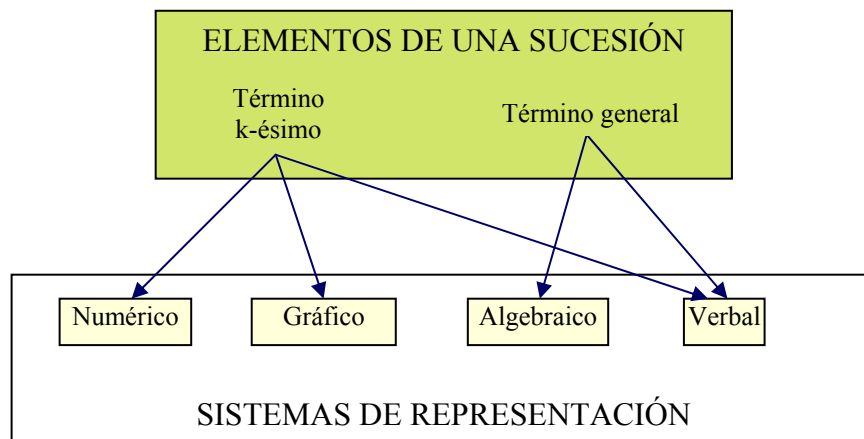 ELEMENTOS DE UNA SUCESIÓN
Término
k-ésimo
Término general
Numérico
Gráfico
Algebraico
Verbal
SISTEMAS DE REPRESENTACIÓN